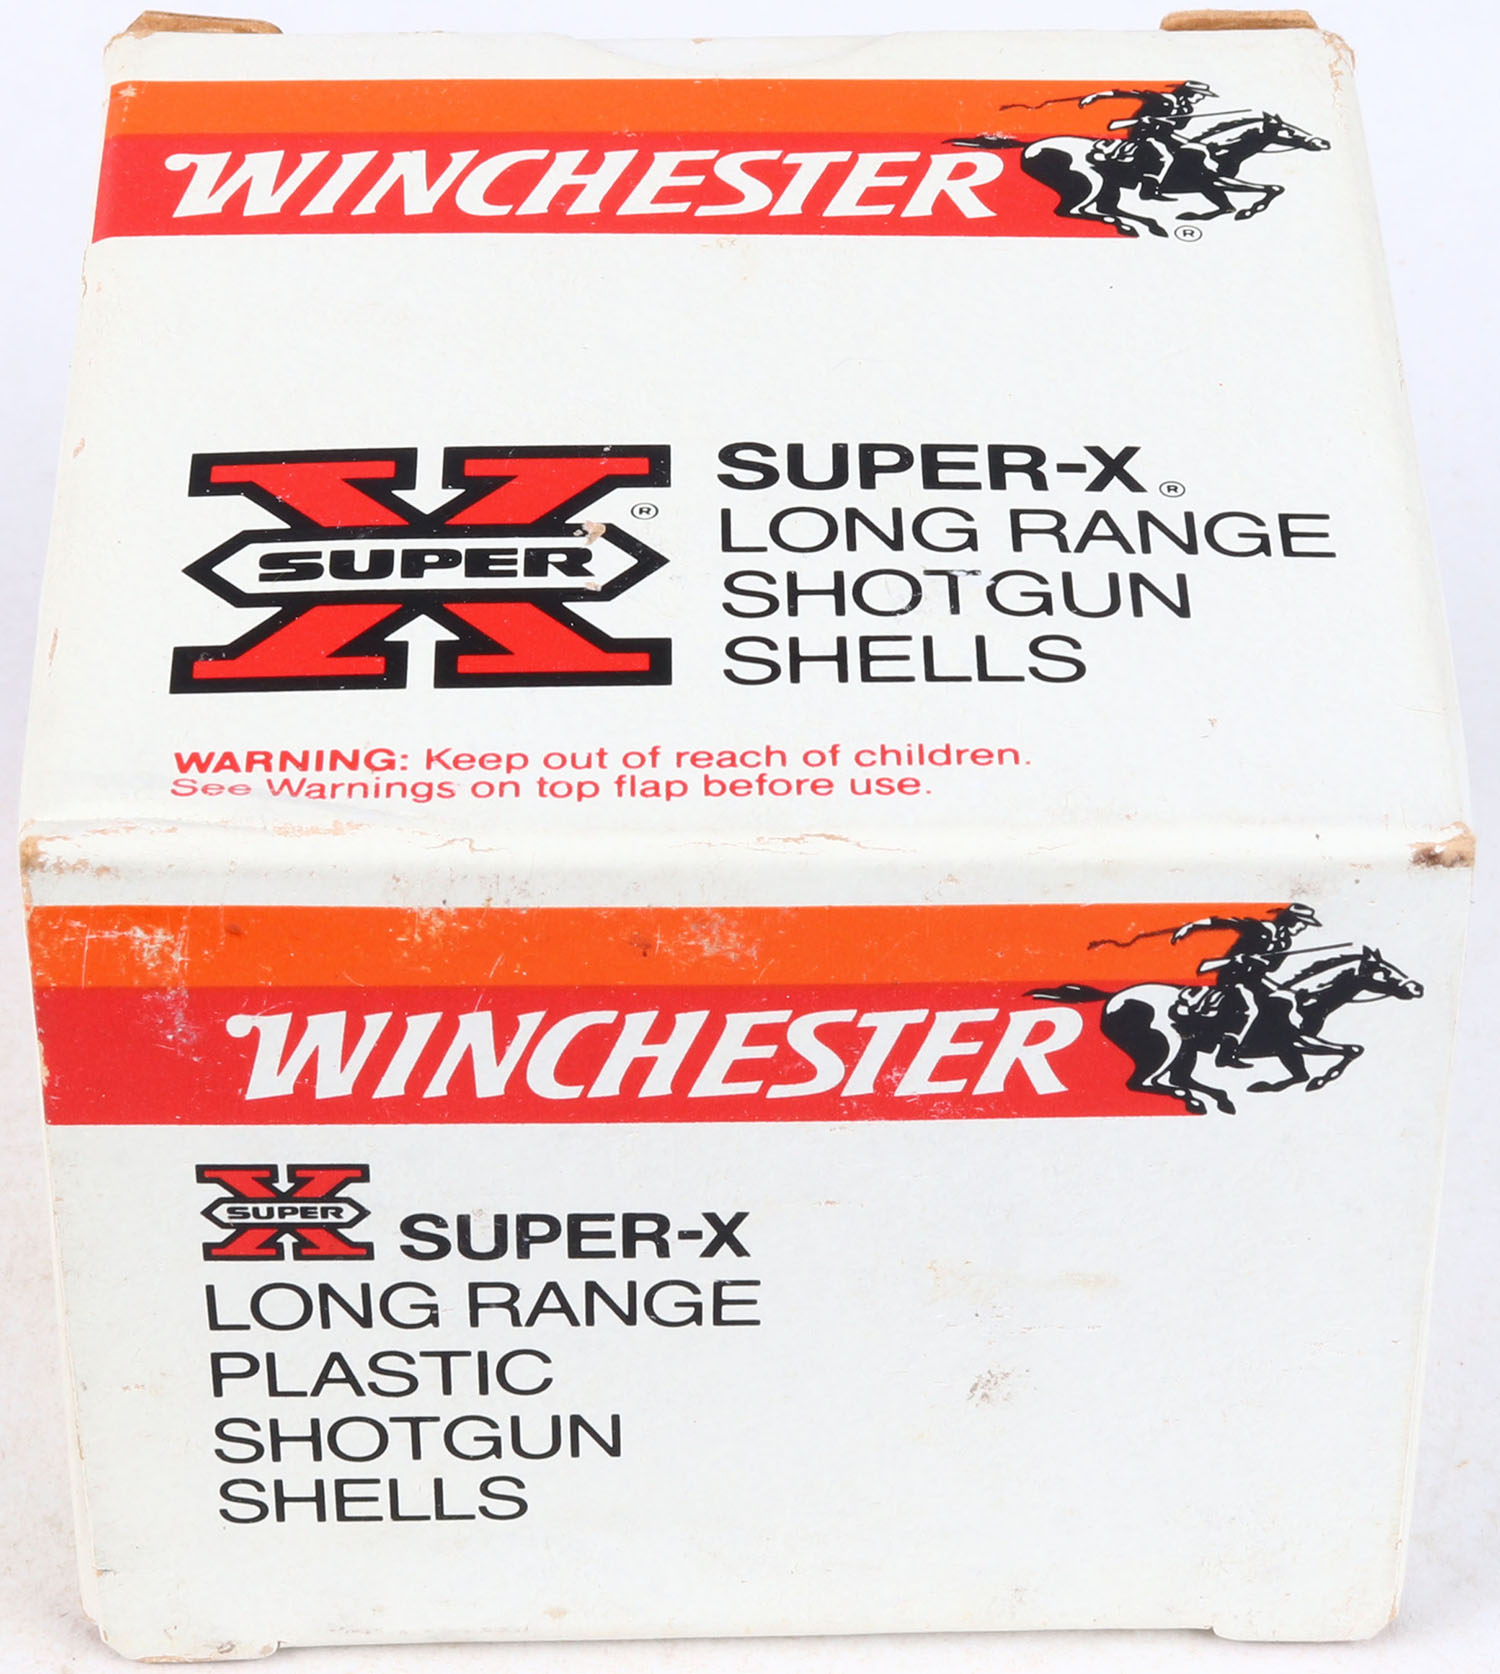 WINCHESTER
®
SUPER ®
X
SUPER-X®
LONG RANGE
SHOTGUN
SHELLS
WARNING: Keep out of reach of children.
See Warnings on top flap before use.
WINCHESTER
X
SUPER
SUPER-X
LONG RANGE
PLASTIC
SHOTGUN
SHELLS